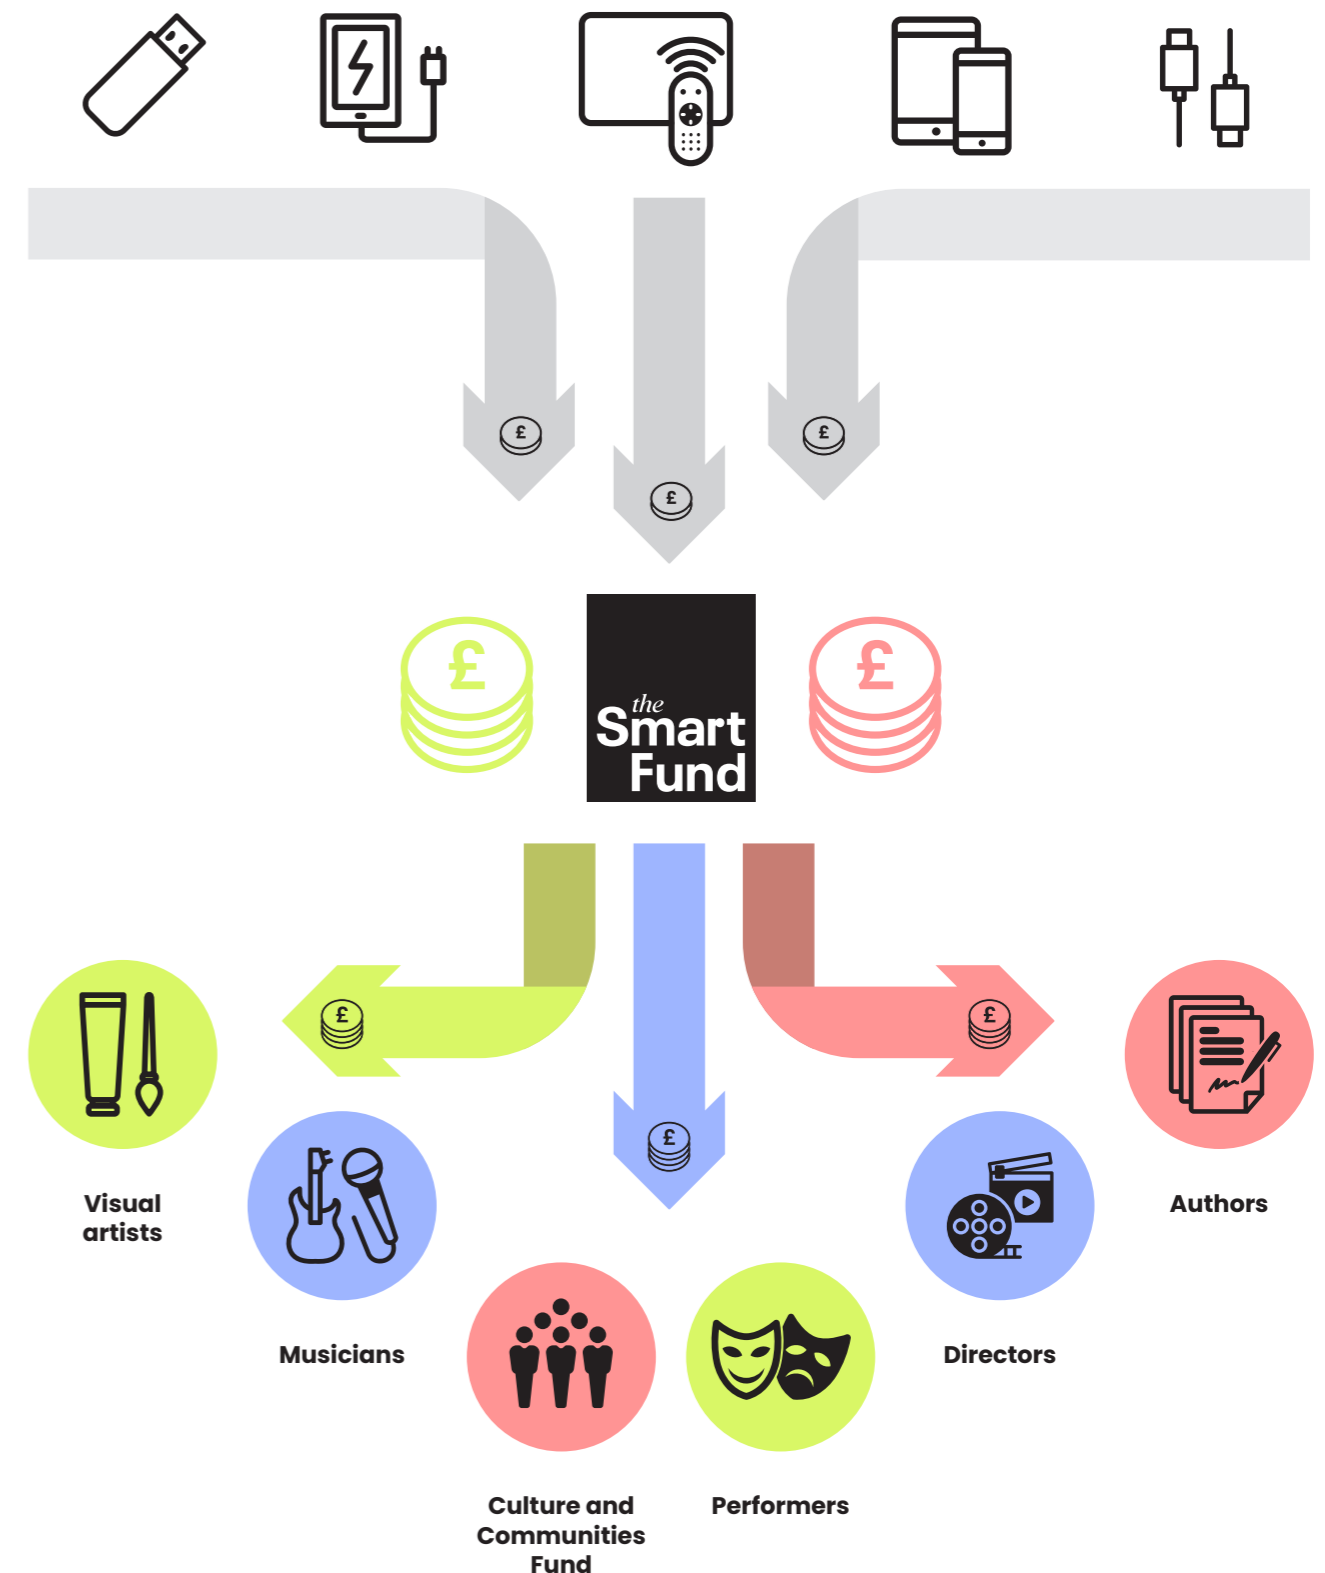 £
£
£
£
£
the
Smart
Fund
£
£
£
Visual
artists
Authors
Musicians
Directors
Culture and
Communities
Fund
Performers